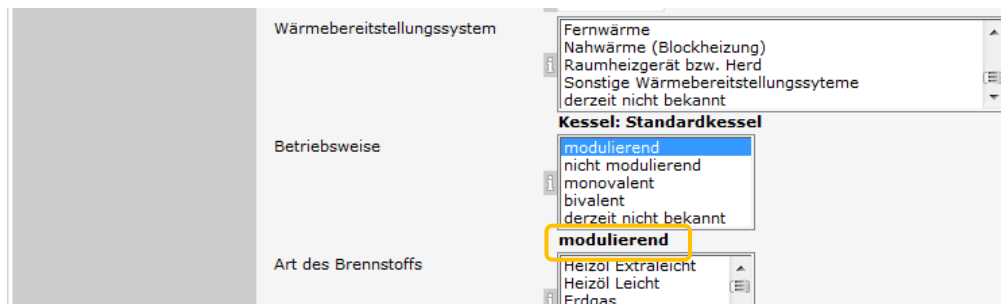 Wärmebereitstellungssystem
Fernwärme
Nahwärme (Blockheizung)
Raumheizgerät bzw. Herd
Sonstige Wärmebereitstellungssyteme
derzeit nicht bekannt
Kessel: Standardkessel
Betriebsweise
modulierend
nicht modulierend
monovalent
bivalent
derzeit nicht bekannt
modulierend
Art des Brennstoffs
Heizöl Extraleicht
Heizöl Leicht
Erdgas